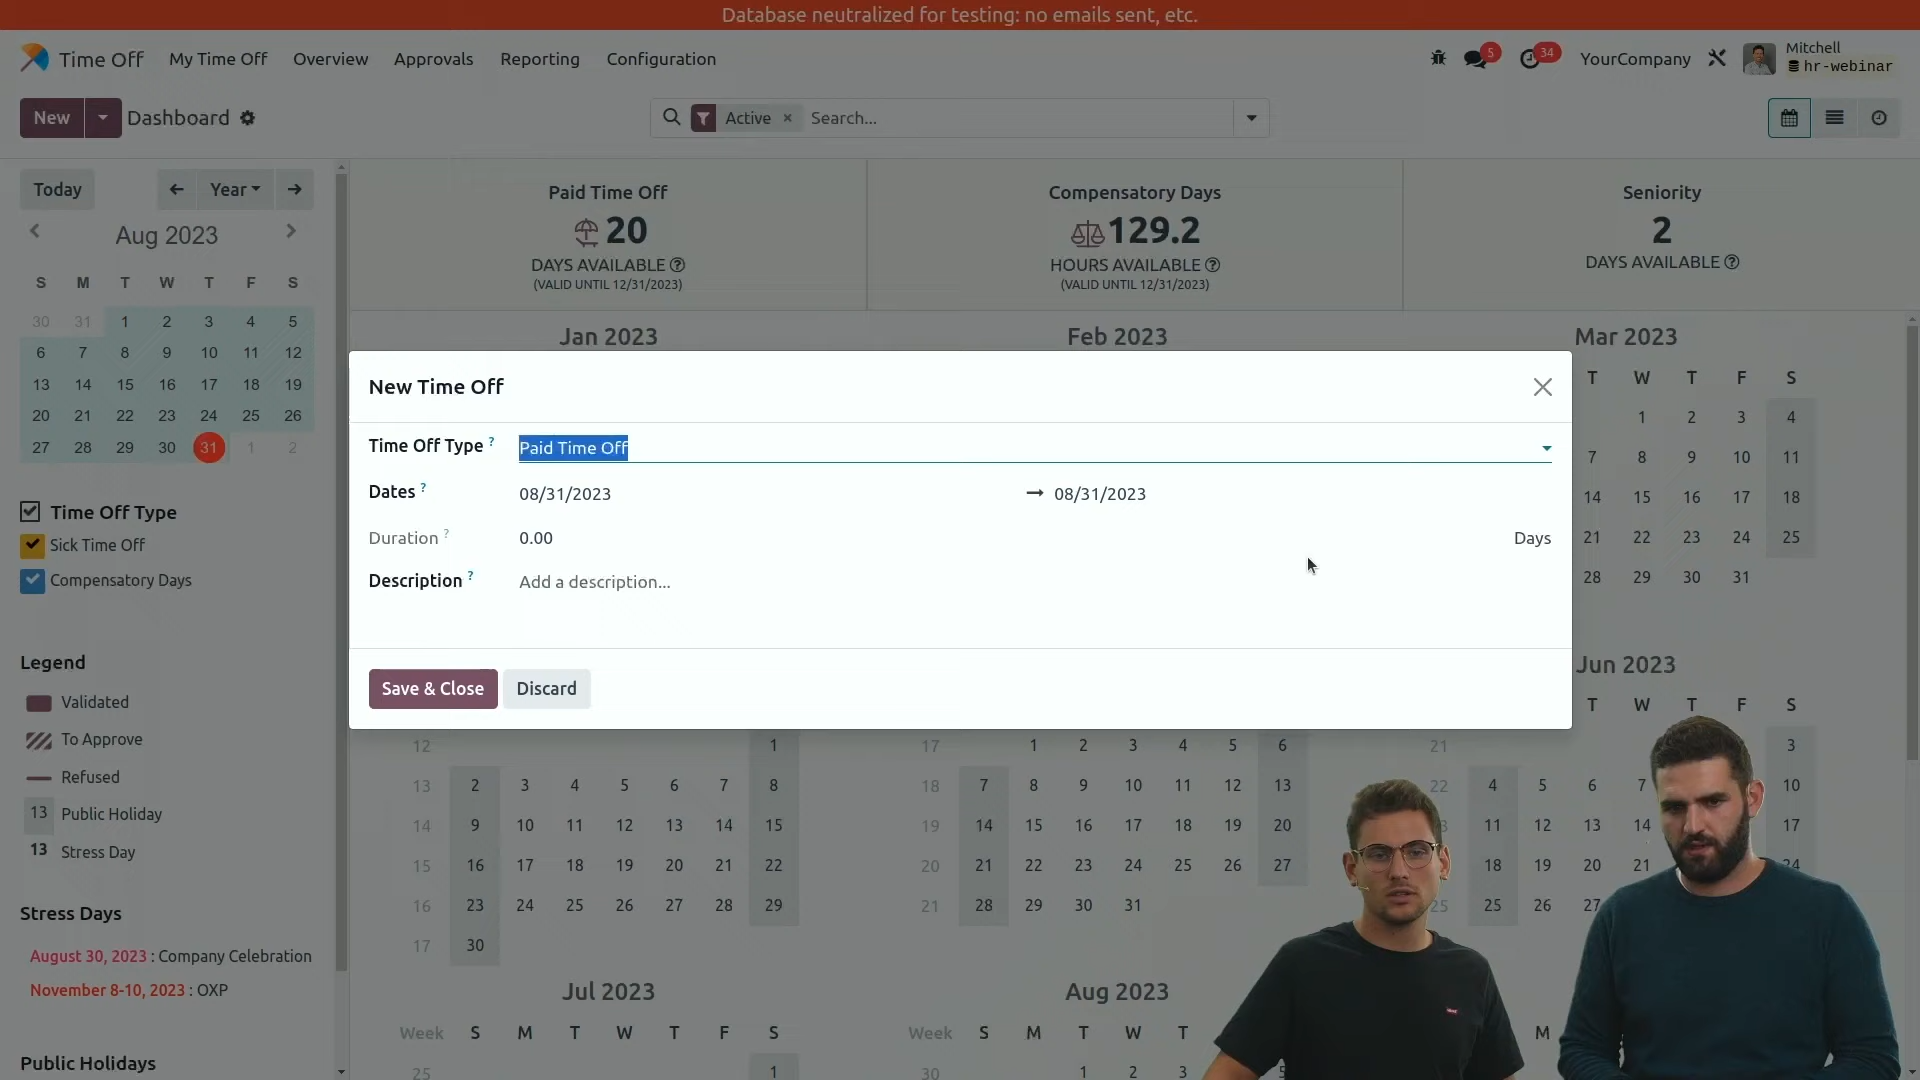 Database neutralized for testing: no emails sent, etc.
Time Off My Time Off Overview Approvals Reporting Configuration 5 34 YourCompany Mitchell
hr-webinar
New Dashboard Active × Search...
Today Year
Aug 2023
S M T W T F S
30 31 1 2 3 4 5
6 7 8 9 10 11 12
13 14 15 16 17 18 19
20 21 22 23 24 25 26
27 28 29 30 31 1 2
Time Off Type
Sick Time Off
Compensatory Days
Legend
Validated
To Approve
Refused
13 Public Holiday
13 Stress Day
Stress Days
August 30, 2023 : Company Celebration
November 8-10, 2023 : OXP
Public Holidays
Paid Time Off
20
DAYS AVAILABLE ?
(VALID UNTIL 12/31/2023)
Compensatory Days
129.2
HOURS AVAILABLE ?
(VALID UNTIL 12/31/2023)
Seniority
2
DAYS AVAILABLE ?
Jan 2023 Feb 2023 Mar 2023
T W T F S
1 2 3 4
7 8 9 10 11
14 15 16 17 18
21 22 23 24 25
28 29 30 31
New Time Off
Time Off Type ? Paid Time Off
Dates ? 08/31/2023 → 08/31/2023
Duration ? 0.00 Days
Description ? Add a description...
Save & Close Discard
Jun 2023
T W T F S
12 1
13 2 3 4 5 6 7 8
14 9 10 11 12 13 14 15
15 16 17 18 19 20 21 22
16 23 24 25 26 27 28 29
17 30
17 1 2 3 4 5 6
18 7 8 9 10 11 12 13
19 14 15 16 17 18 19 20
20 21 22 23 24 25 26 27
21 28 29 30 31
21 3
22 4 5 6 7 10
11 12 13 14 17
18 19 20 21 24
25 25 26 27
Jul 2023 Aug 2023
Week S M T W T F S
25 1
Week S M T W T M
30 1 2 3